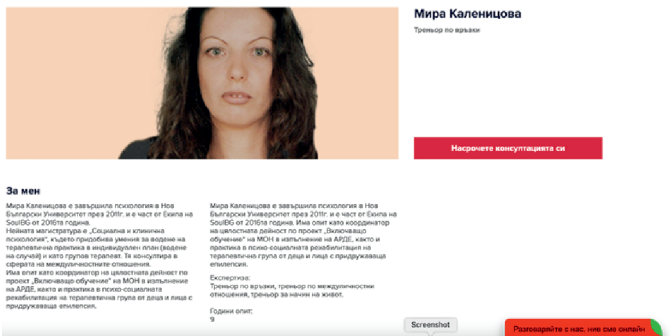 Мира Каленицова
Треньор по връзки
Насрочете консултацията си
За мен
Мира Каленицова е завършила психология в Нов
Български Университет през 2011г. и е част от Екипа на
SoulBG от 2016та година.
Нейната магистратура е „Социална и клинична
психология“, където придобива умения за водене на
терапевтична практика в индивидуален план (водене
на случай) и като групов терапевт. Тя консултира в
сферата на междуличностните отношения.
Има опит като координатор на цялостната дейност по
проект „Включващо обучение“ на МОН в изпълнение
на АРДЕ, както и практика в психо-социалната
рехабилитация на терапевтична група от деца и лица с
придружаваща епилепсия.
Мира Каленицова е завършила психология в Нов
Български Университет през 2011г. и е част от Екипа на
SoulBG от 2016та година. Има опит като координатор
на цялостната дейност по проект „Включващо
обучение“ на МОН в изпълнение на АРДЕ, както и
практика в психо-социалната рехабилитация на
терапевтична група от деца и лица с придружаваща
епилепсия.
Експертиза:
Треньор по връзки, треньор по междуличностни
отношения, треньор за начин на живот.
Години опит:
9
Screenshot
Разговаряйте с нас, ние сме онлайн